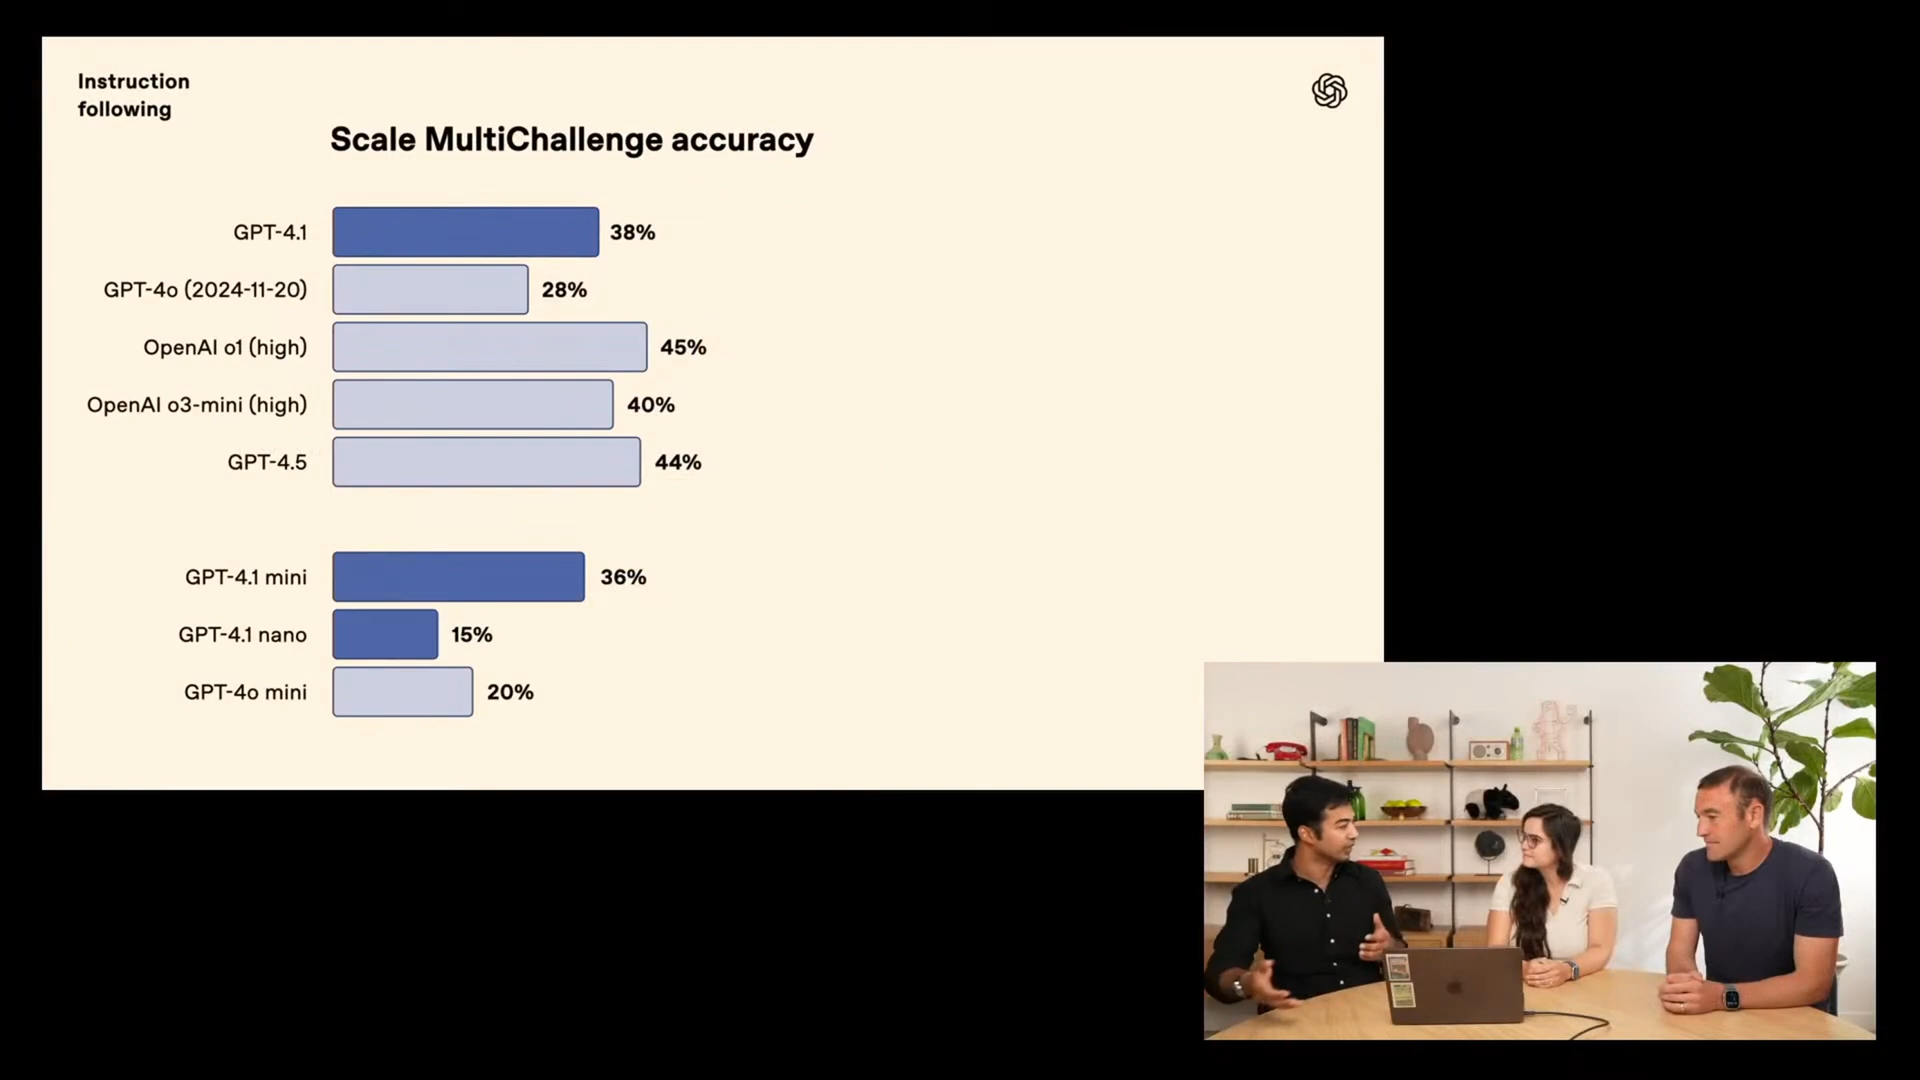 Instruction
following
Scale MultiChallenge accuracy
GPT-4.1 38%
GPT-4o (2024-11-20) 28%
OpenAI o1 (high) 45%
OpenAI o3-mini (high) 40%
GPT-4.5 44%
GPT-4.1 mini 36%
GPT-4.1 nano 15%
GPT-4o mini 20%